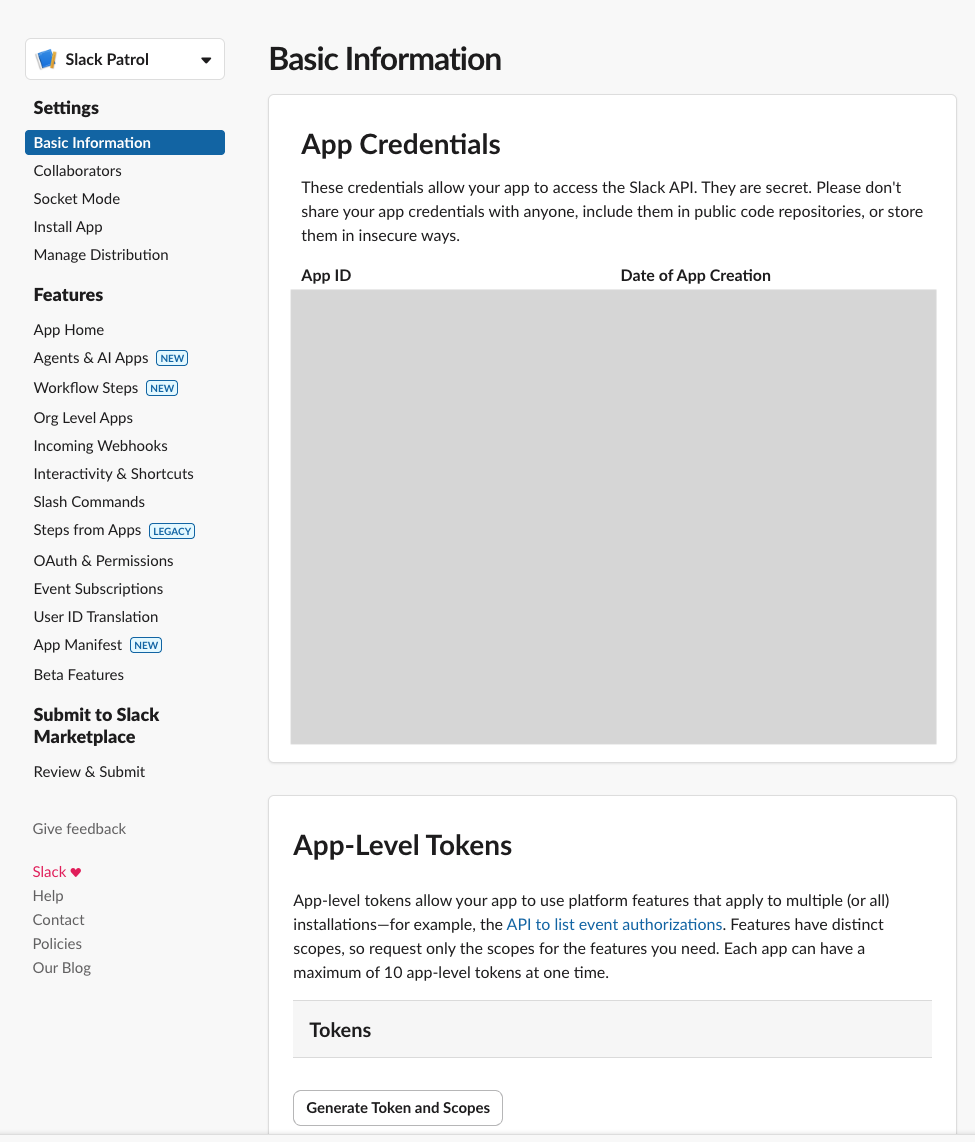 Slack Patrol
Settings
Basic Information
Collaborators
Socket Mode
Install App
Manage Distribution
Features
App Home
Agents & AI Apps NEW
Workflow Steps NEW
Org Level Apps
Incoming Webhooks
Interactivity & Shortcuts
Slash Commands
Steps from Apps LEGACY
OAuth & Permissions
Event Subscriptions
User ID Translation
App Manifest NEW
Beta Features
Submit to Slack
Marketplace
Review & Submit
Give feedback
Slack ♥
Help
Contact
Policies
Our Blog
Basic Information
App Credentials
These credentials allow your app to access the Slack API. They are secret. Please don't
share your app credentials with anyone, include them in public code repositories, or store
them in insecure ways.
App ID Date of App Creation
App-Level Tokens
App-level tokens allow your app to use platform features that apply to multiple (or all)
installations—for example, the API to list event authorizations. Features have distinct
scopes, so request only the scopes for the features you need. Each app can have a
maximum of 10 app-level tokens at one time.
Tokens
Generate Token and Scopes